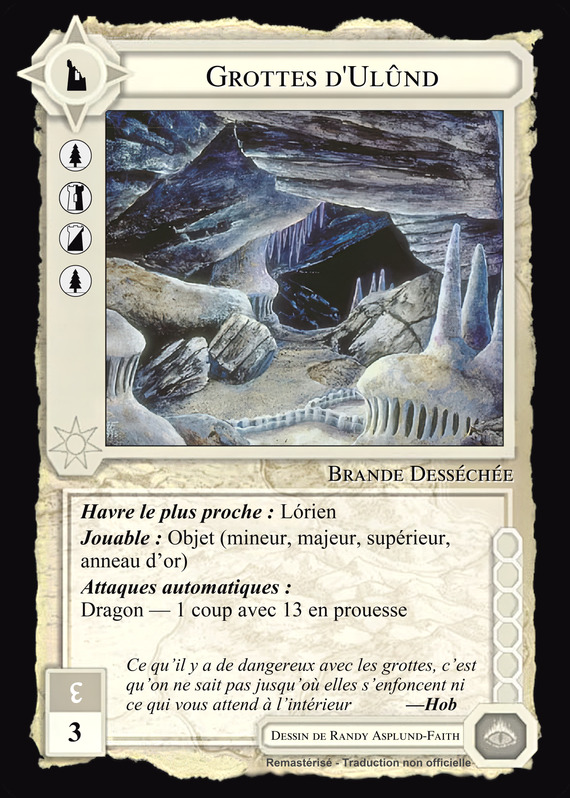 Grottes d'Ulûnd
Brande Desséchée
Havre le plus proche : Lórien
Jouable : Objet (mineur, majeur, supérieur,
anneau d’or)
Attaques automatiques :
Dragon — 1 coup avec 13 en prouesse
Ce qu’il y a de dangereux avec les grottes, c’est
qu’on ne sait pas jusqu’où elles s’enfoncent ni
ce qui vous attend à l’intérieur —Hob
3
Dessin de Randy Asplund-Faith
Remastérisé - Traduction non officielle